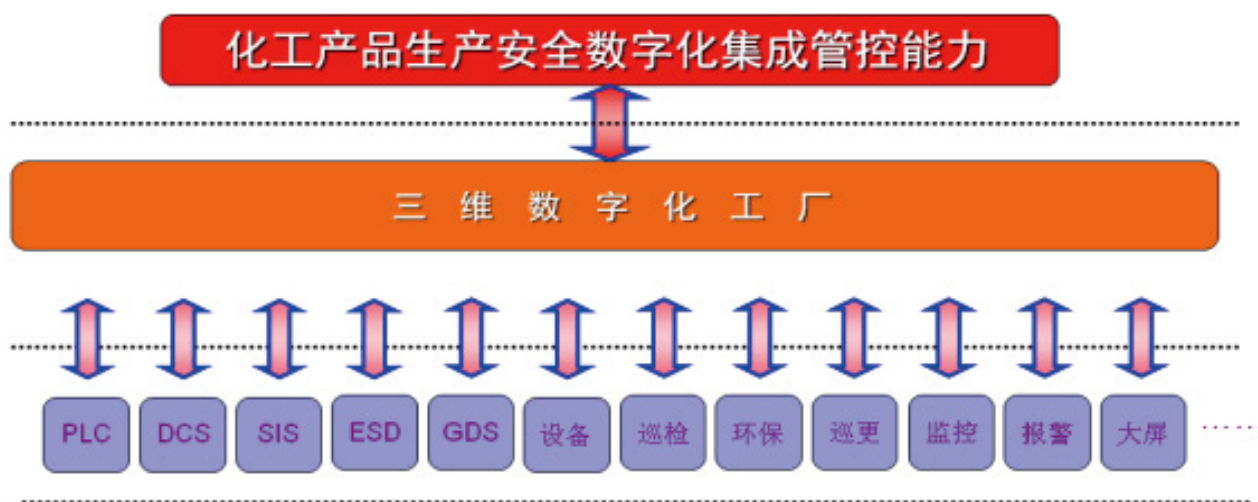 化工产品生产安全数字化集成管控能力
三维数字化工厂
PLC DCS SIS ESD GDS 设备 巡检 环保 巡更 监控 报警 大屏 ……